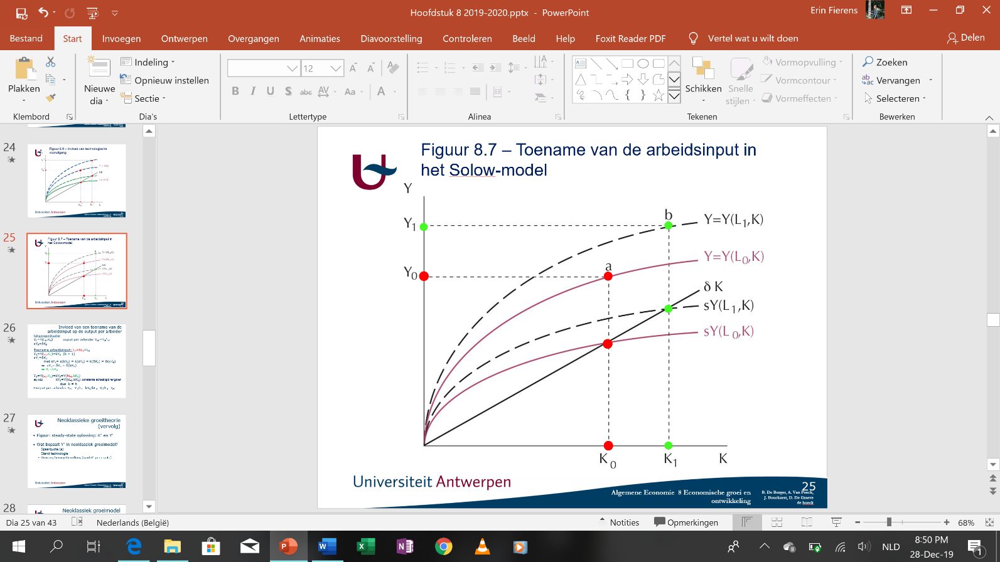 Hoofdstuk 8 2019-2020.pptx - PowerPoint
Erin Fierens
Bestand Start Invoegen Ontwerpen Overgangen Animaties Diavoorstelling Controleren Beeld Help Foxit Reader PDF Vertel wat u wilt doen Delen
Plakken
Klembord
Nieuwe
dia
Indeling
Opnieuw instellen
Sectie
Dia's
12
B I U S abc AV Aa A
Lettertype
Alinea
Schikken
Snelle
stijlen
Vormopvulling
Vormcontour
Vormeffecten
Tekenen
Zoeken
Vervangen
Selecteren
Bewerken
24
Figuur 8.6 – Invloed van technologische
vooruitgang
Universiteit Antwerpen
25
Figuur 8.7 – Toename van de arbeidsinput in
het Solow-model
Universiteit Antwerpen
26
Invloed van een toename van de
arbeidsinput op de output per arbeider
Uitgangssituatie
Toename arbeidsinput:
27
Neoklassieke groeitheorie
(vervolg)
• Figuur: steady-state oplossing: K* en Y*
• Wat bepaalt Y* in neoklassiek groeimodel?
Spaarquote (s)
Stand technologie
Universiteit Antwerpen
28
Neoklassiek groeimodel
Figuur 8.7 – Toename van de arbeidsinput in
het Solow-model
Y
Y1
Y0
b
a
Y=Y(L1,K)
Y=Y(L0,K)
δ K
sY(L1,K)
sY(L0,K)
K0
K1
K
Universiteit Antwerpen
25
Algemene Economie 8 Economische groei en
ontwikkeling
B. De Borger, A. Van Poeck,
J. Bouckaert, D. De Graeve
de boeck
Dia 25 van 43
Nederlands (België)
Notities
Opmerkingen
68%
NLD
8:50 PM
28-Dec-19
1